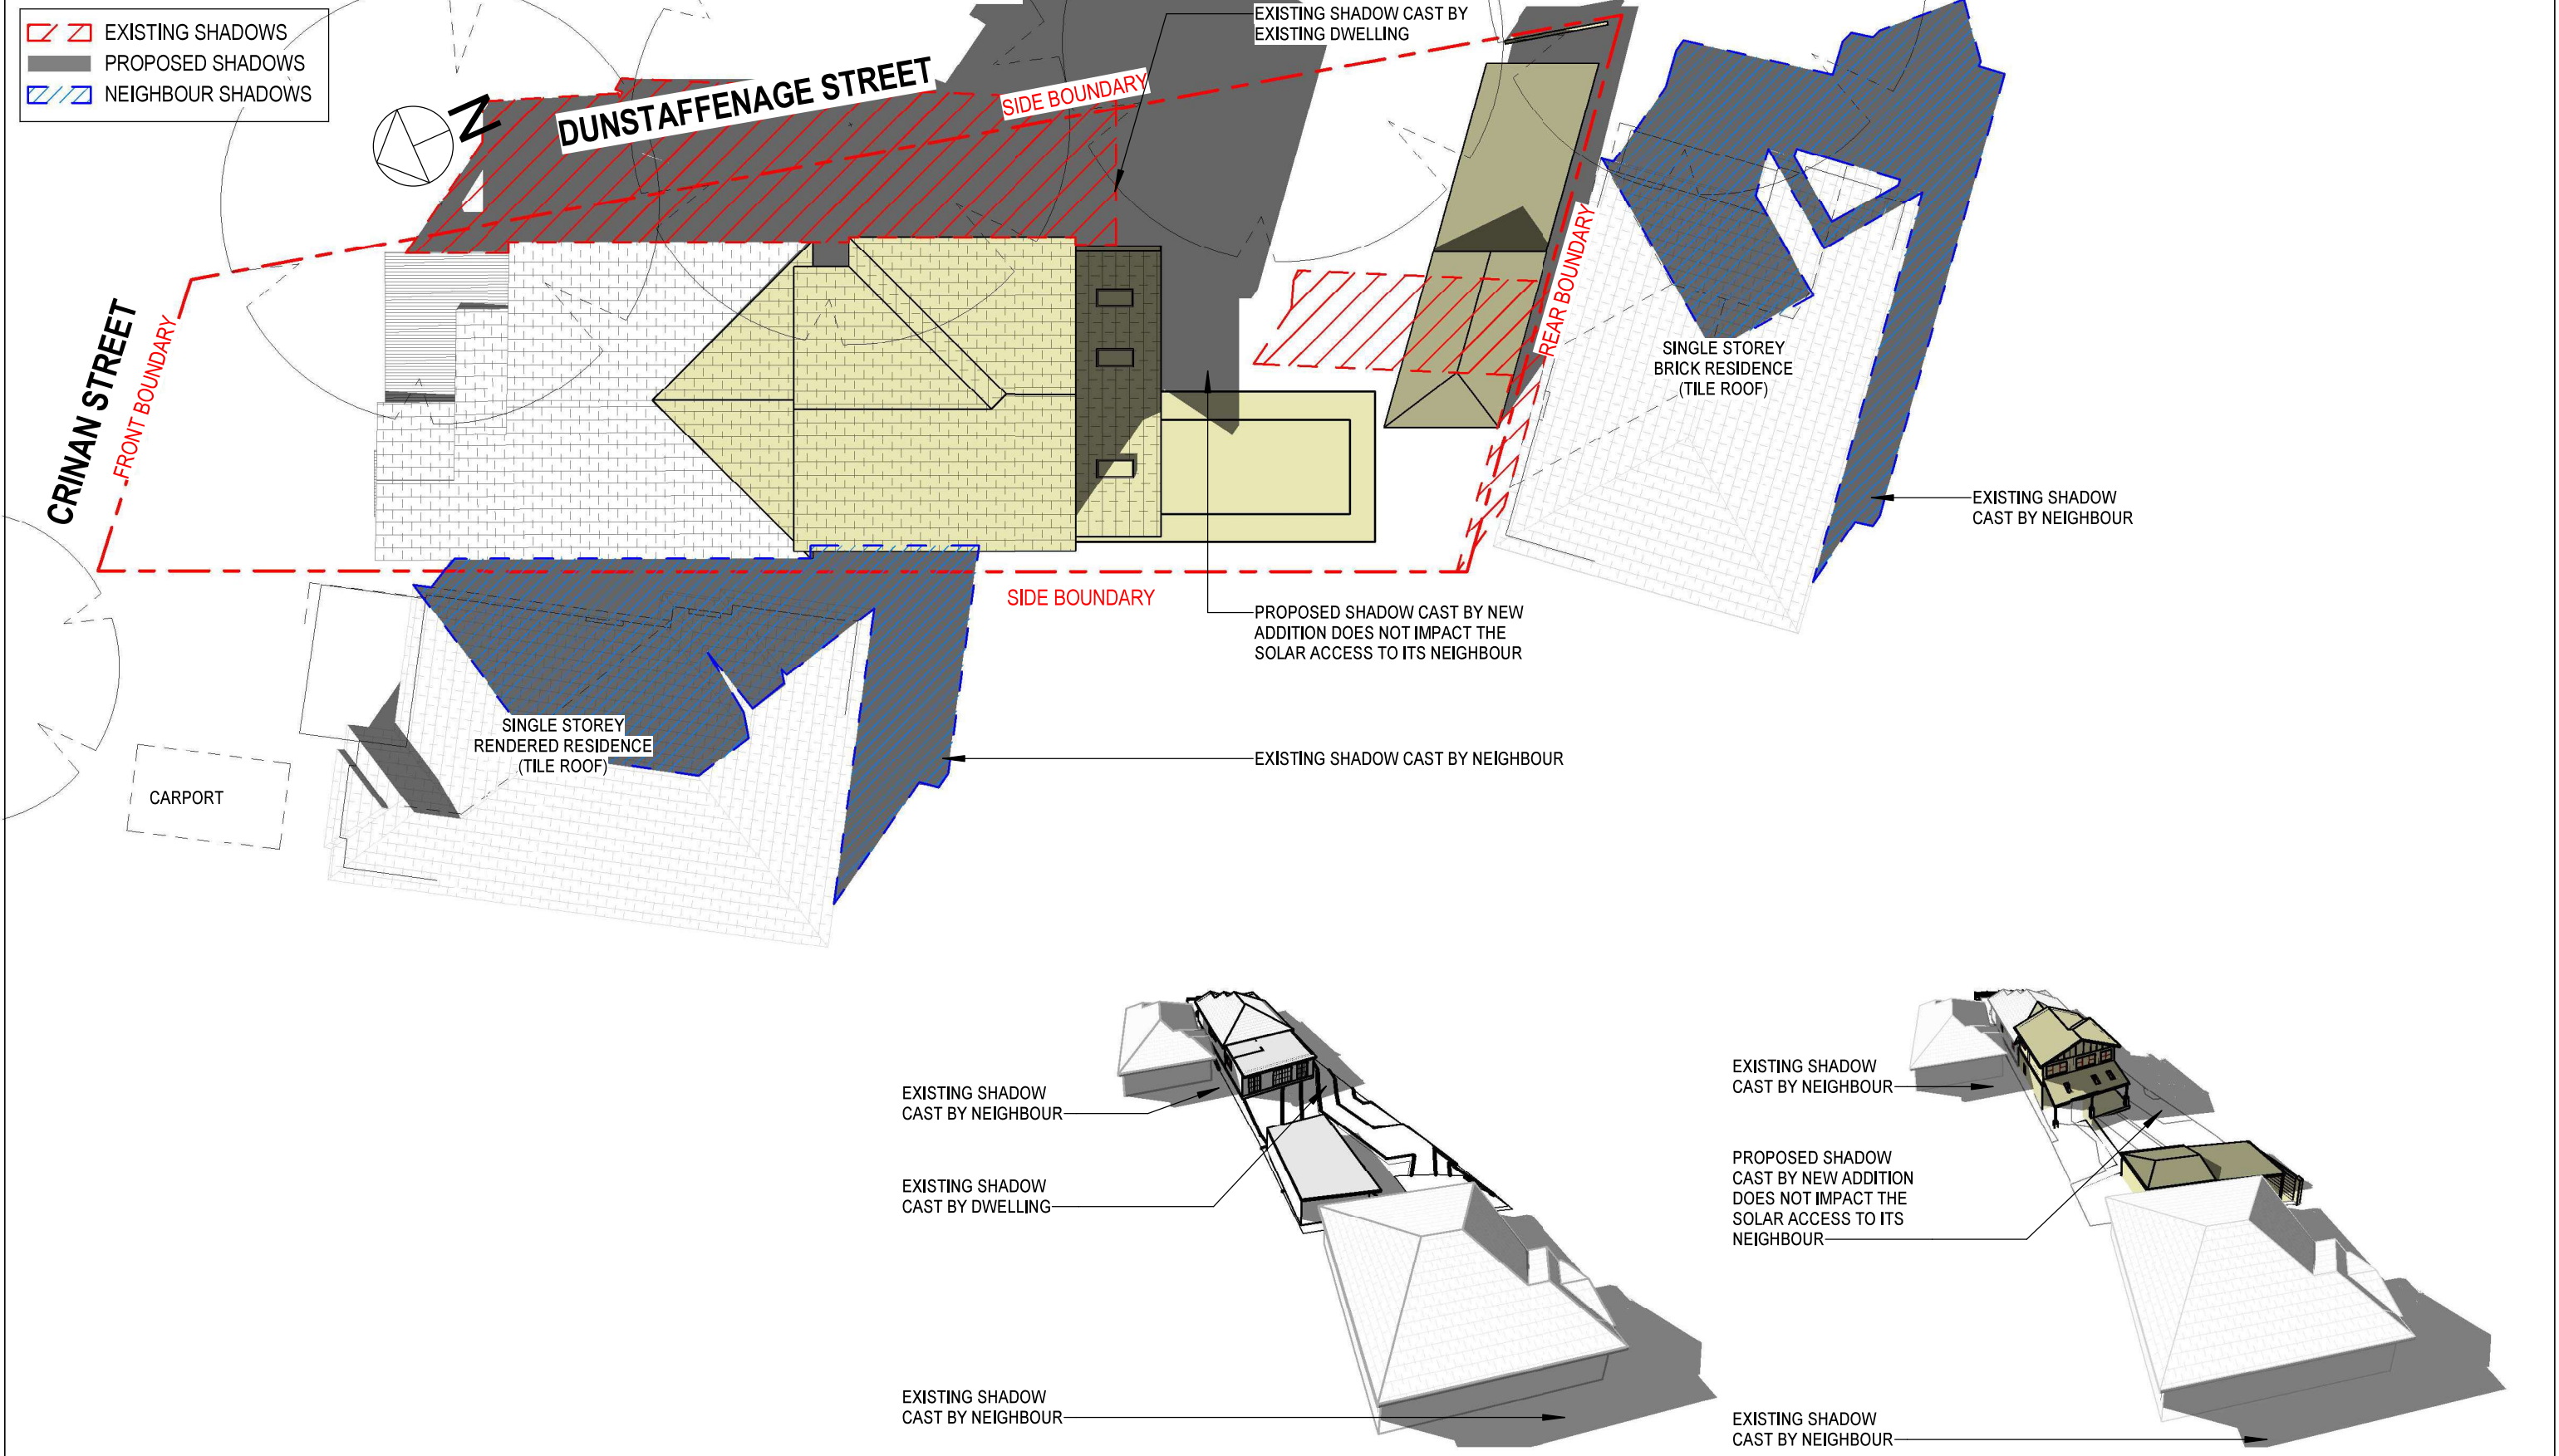 EXISTING SHADOWS
PROPOSED SHADOWS
NEIGHBOUR SHADOWS
EXISTING SHADOW CAST BY
EXISTING DWELLING
N
DUNSTAFFENAGE STREET
SIDE BOUNDARY
CRINAN STREET
FRONT BOUNDARY
REAR BOUNDARY
SINGLE STOREY
BRICK RESIDENCE
(TILE ROOF)
EXISTING SHADOW
CAST BY NEIGHBOUR
SIDE BOUNDARY
PROPOSED SHADOW CAST BY NEW
ADDITION DOES NOT IMPACT THE
SOLAR ACCESS TO ITS NEIGHBOUR
SINGLE STOREY
RENDERED RESIDENCE
(TILE ROOF)
EXISTING SHADOW CAST BY NEIGHBOUR
CARPORT
EXISTING SHADOW
CAST BY NEIGHBOUR
EXISTING SHADOW
CAST BY DWELLING
EXISTING SHADOW
CAST BY NEIGHBOUR
EXISTING SHADOW
CAST BY NEIGHBOUR
PROPOSED SHADOW
CAST BY NEW ADDITION
DOES NOT IMPACT THE
SOLAR ACCESS TO ITS
NEIGHBOUR
EXISTING SHADOW
CAST BY NEIGHBOUR